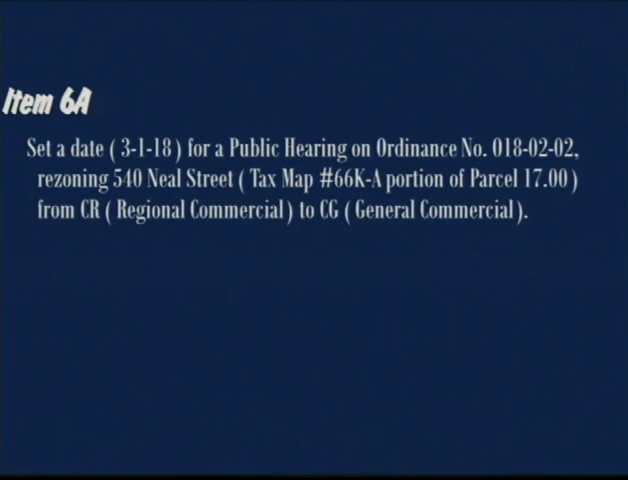 Item 6A
Set a date ( 3-1-18 ) for a Public Hearing on Ordinance No. 018-02-02,
rezoning 540 Neal Street ( Tax Map #66K-A portion of Parcel 17.00 )
from CR ( Regional Commercial ) to CG ( General Commercial ).